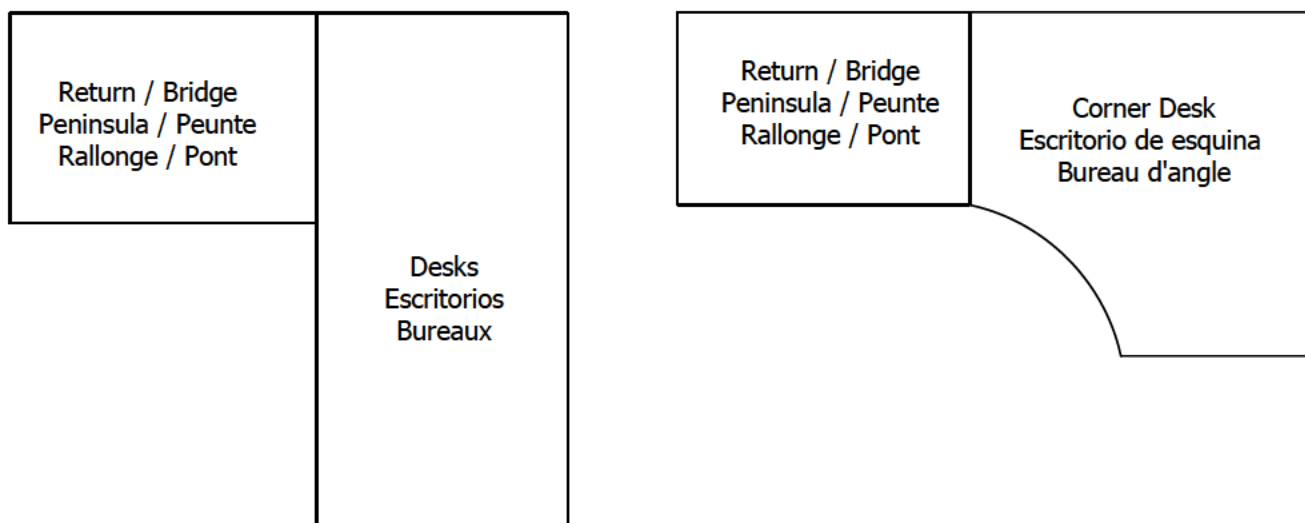 Return / Bridge
Peninsula / Peunte
Rallonge / Pont
Desks
Escritorios
Bureaux
Return / Bridge
Peninsula / Peunte
Rallonge / Pont
Corner Desk
Escritorio de esquina
Bureau d'angle